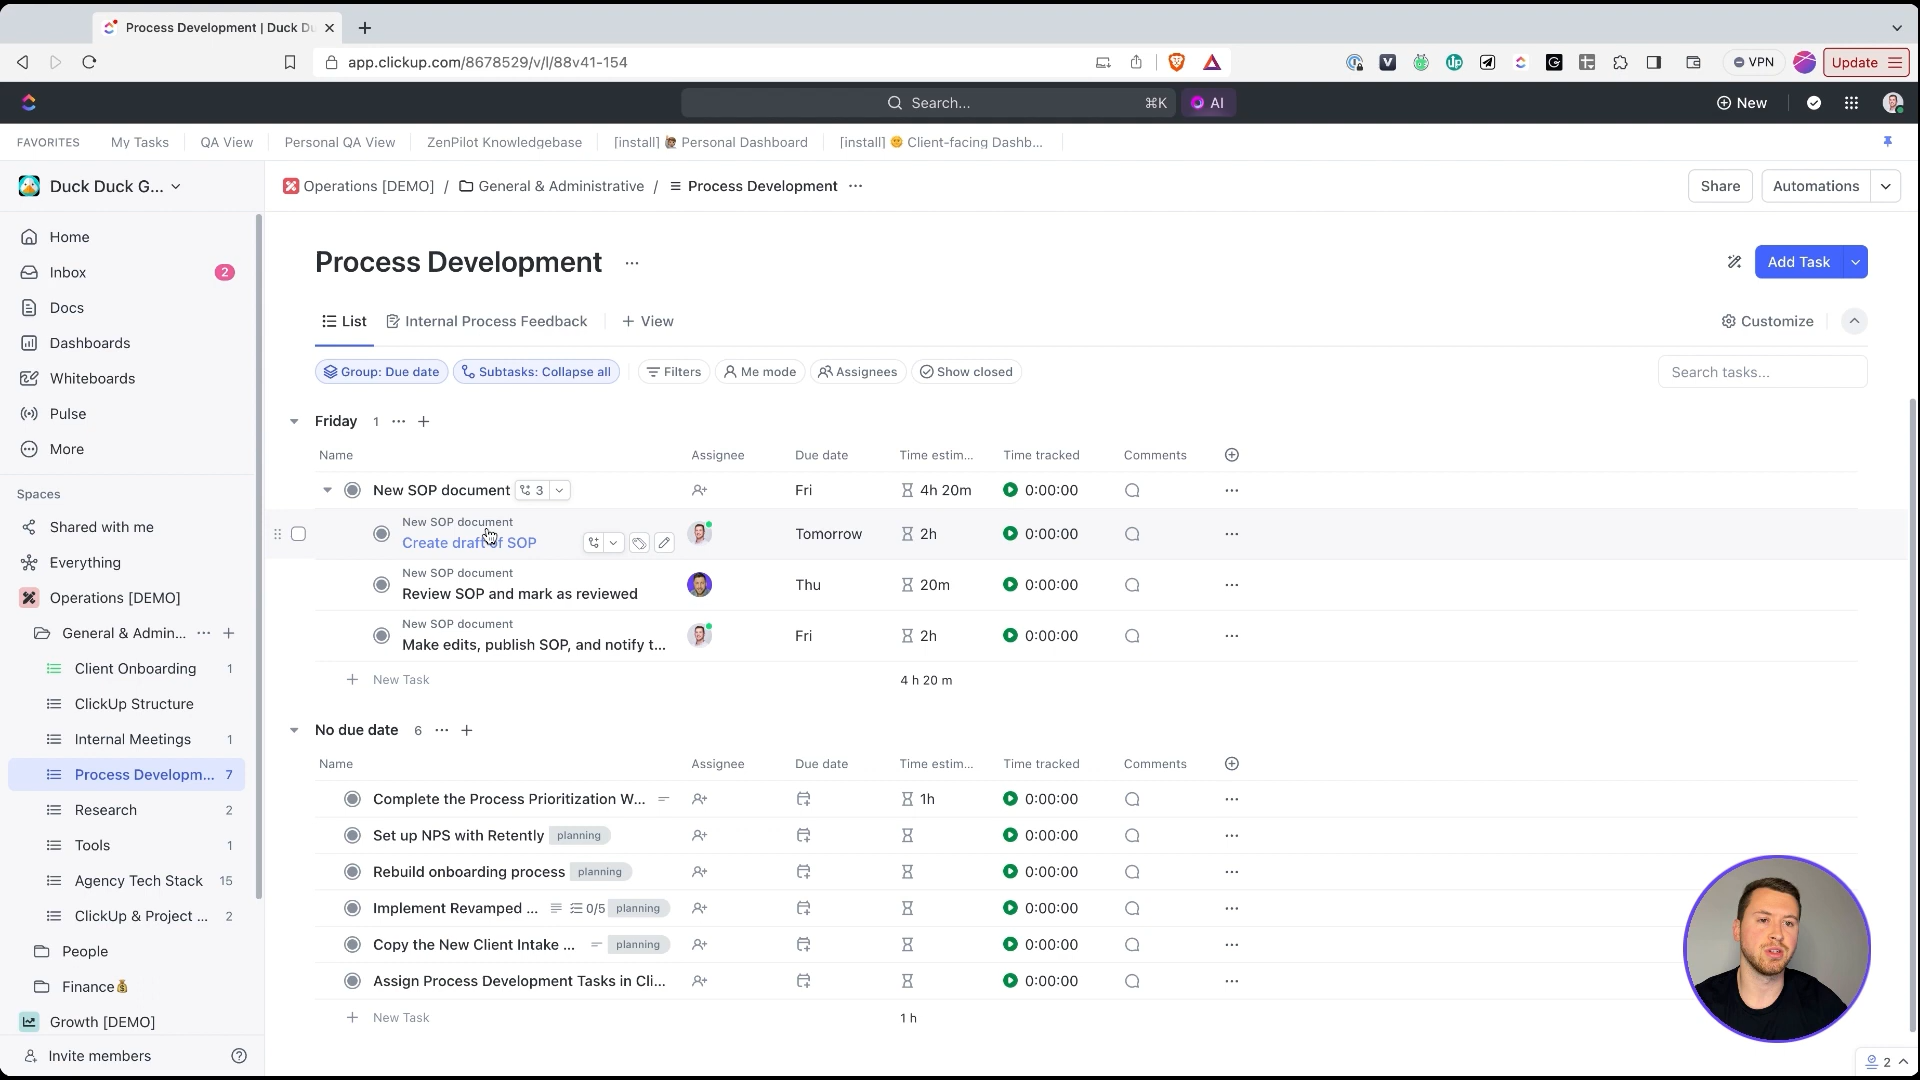 Process Development | Duck Du
app.clickup.com/8678529/v/l/88v41-154
VPN
Update
Search...
⌘K
AI
New
FAVORITES
My Tasks
QA View
Personal QA View
ZenPilot Knowledgebase
[install] 🙋🏽 Personal Dashboard
[install] 🌞 Client-facing Dashb...
Duck Duck G...
Operations [DEMO] / General & Administrative / Process Development ...
Share
Automations
Home
Inbox
2
Docs
Dashboards
Whiteboards
Pulse
More
Spaces
Shared with me
Everything
Operations [DEMO]
General & Admin...
Client Onboarding 1
ClickUp Structure
Internal Meetings 1
Process Developm... 7
Research 2
Tools 1
Agency Tech Stack 15
ClickUp & Project ... 2
People
Finance💰
Growth [DEMO]
Invite members
Process Development
Add Task
List
Internal Process Feedback
+ View
Customize
Group: Due date
Subtasks: Collapse all
Filters
Me mode
Assignees
Show closed
Search tasks...
Friday 1
Name Assignee Due date Time estim... Time tracked Comments
New SOP document 3 Fri 4h 20m 0:00:00
New SOP document
Create draft of SOP Tomorrow 2h 0:00:00
New SOP document
Review SOP and mark as reviewed Thu 20m 0:00:00
New SOP document
Make edits, publish SOP, and notify t... Fri 2h 0:00:00
New Task 4 h 20 m
No due date 6
Name Assignee Due date Time estim... Time tracked Comments
Complete the Process Prioritization W... 1h 0:00:00
Set up NPS with Retently planning 0:00:00
Rebuild onboarding process planning 0:00:00
Implement Revamped ... 0/5 planning 0:00:00
Copy the New Client Intake ... planning 0:00:00
Assign Process Development Tasks in Cli... 0:00:00
New Task 1 h
2